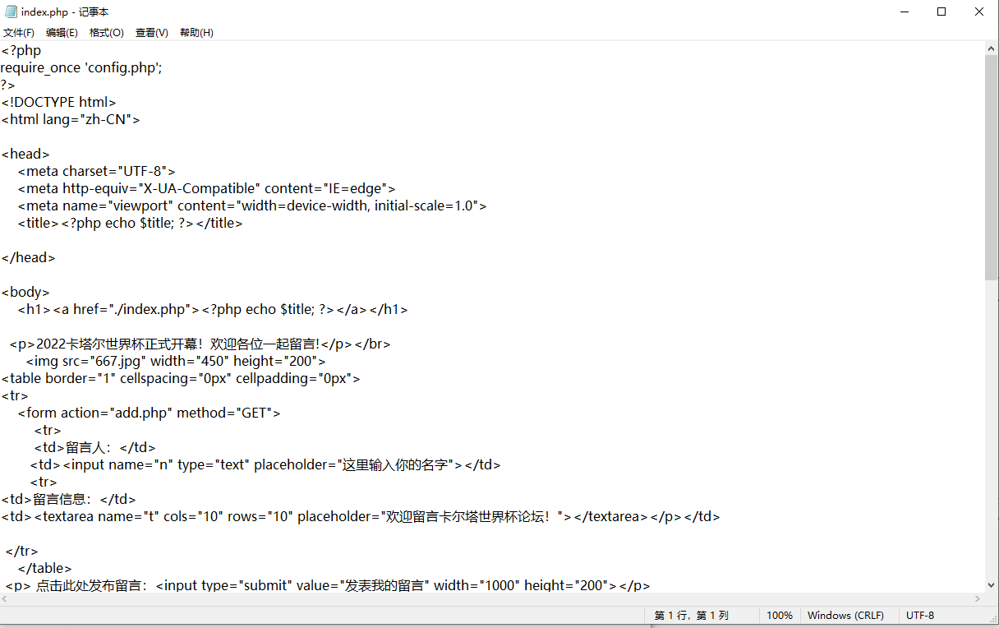 index.php - 记事本
文件(F) 编辑(E) 格式(O) 查看(V) 帮助(H)
<?php
require_once 'config.php';
?>
<!DOCTYPE html>
<html lang="zh-CN">
<head>
<meta charset="UTF-8">
<meta http-equiv="X-UA-Compatible" content="IE=edge">
<meta name="viewport" content="width=device-width, initial-scale=1.0">
<title><?php echo $title; ?></title>
</head>
<body>
<h1><a href="./index.php"><?php echo $title; ?></a></h1>
<p>2022卡塔尔世界杯正式开幕！欢迎各位一起留言!</p></br>
<img src="667.jpg" width="450" height="200">
<table border="1" cellspacing="0px" cellpadding="0px">
<tr>
<form action="add.php" method="GET">
<tr>
<td>留言人：</td>
<td><input name="n" type="text" placeholder="这里输入你的名字"></td>
<tr>
<td>留言信息：</td>
<td><textarea name="t" cols="10" rows="10" placeholder="欢迎留言卡尔塔世界杯论坛！"></textarea></p></td>
</tr>
</table>
<p> 点击此处发布留言：<input type="submit" value="发表我的留言" width="1000" height="200"></p>
第 1 行，第 1 列 100% Windows (CRLF) UTF-8